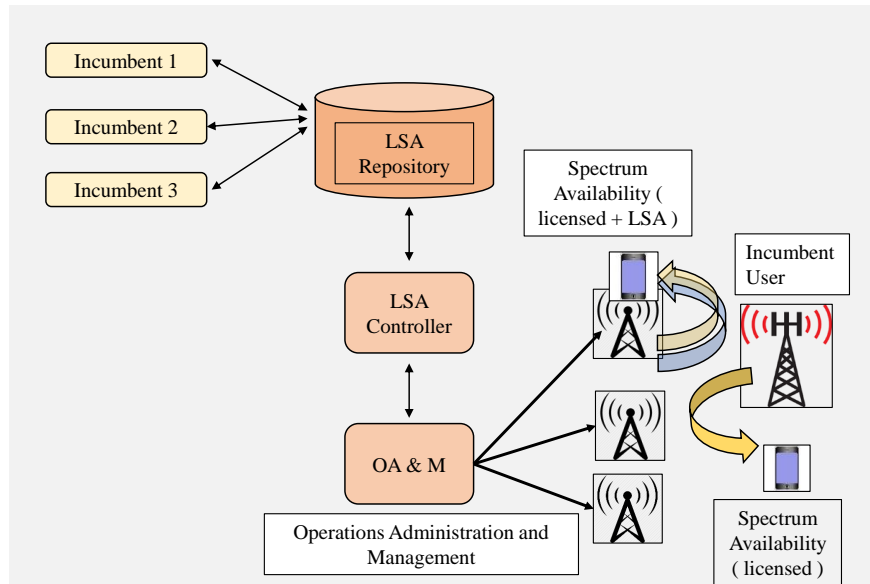 Incumbent 1
Incumbent 2
Incumbent 3
LSA
Repository
LSA
Controller
OA & M
Operations Administration and
Management
Spectrum
Availability (
licensed + LSA )
Incumbent
User
Spectrum
Availability
( licensed )